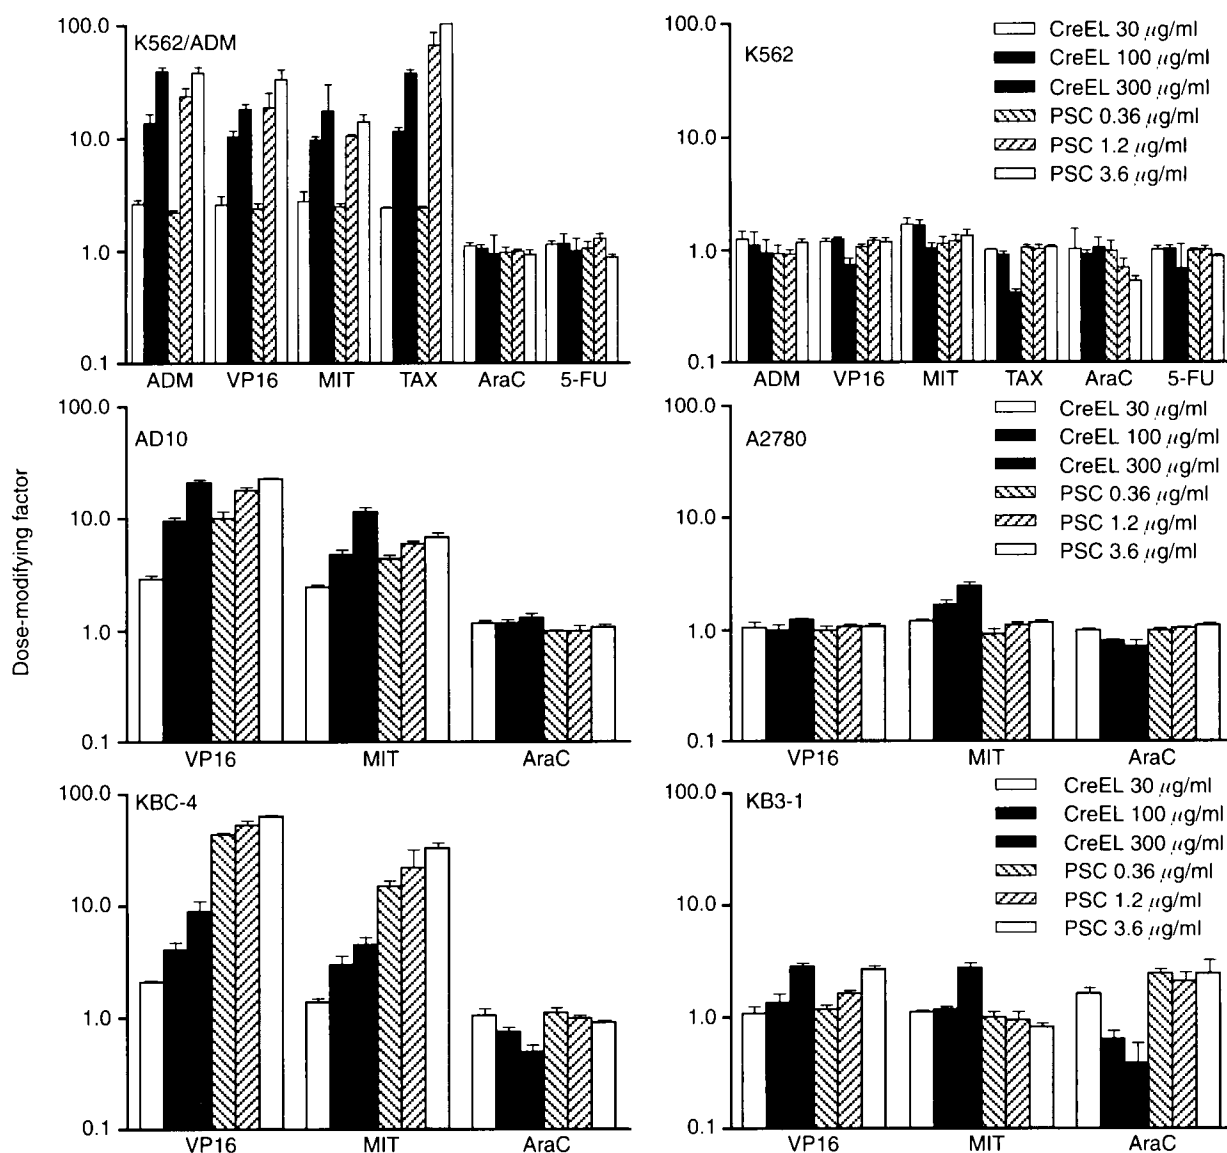 Dose-modifying factor
100.0
10.0
1.0
0.1
K562/ADM
ADM VP16 MIT TAX AraC 5-FU
100.0
10.0
1.0
0.1
K562
CreEL 30 μg/ml
CreEL 100 μg/ml
CreEL 300 μg/ml
PSC 0.36 μg/ml
PSC 1.2 μg/ml
PSC 3.6 μg/ml
ADM VP16 MIT TAX AraC 5-FU
100.0
10.0
1.0
0.1
AD10
VP16 MIT AraC
100.0
10.0
1.0
0.1
A2780
CreEL 30 μg/ml
CreEL 100 μg/ml
CreEL 300 μg/ml
PSC 0.36 μg/ml
PSC 1.2 μg/ml
PSC 3.6 μg/ml
VP16 MIT AraC
100.0
10.0
1.0
0.1
KBC-4
VP16 MIT AraC
100.0
10.0
1.0
0.1
KB3-1
CreEL 30 μg/ml
CreEL 100 μg/ml
CreEL 300 μg/ml
PSC 0.36 μg/ml
PSC 1.2 μg/ml
PSC 3.6 μg/ml
VP16 MIT AraC